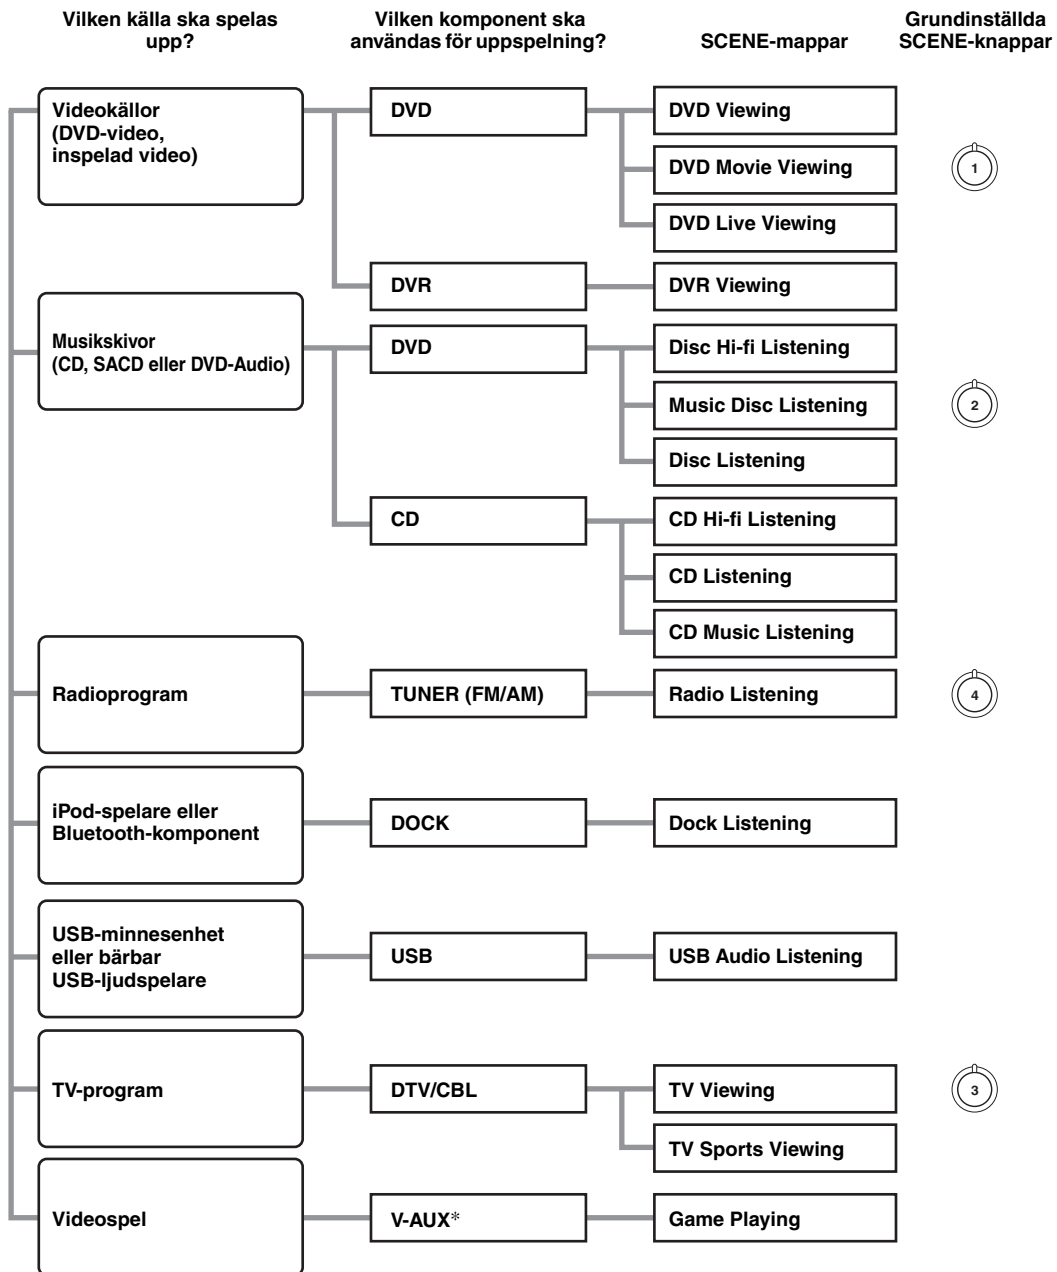 Vilken källa ska spelas
upp?
Vilken komponent ska
användas för uppspelning?
SCENE-mappar
Grundinställda
SCENE-knappar
Videokällor
(DVD-video,
inspelad video)
DVD
DVD Viewing
DVD Movie Viewing
1
DVD Live Viewing
DVR
DVR Viewing
Musikskivor
(CD, SACD eller DVD-Audio)
DVD
Disc Hi-fi Listening
Music Disc Listening
2
Disc Listening
CD
CD Hi-fi Listening
CD Listening
CD Music Listening
Radioprogram
TUNER (FM/AM)
Radio Listening
4
iPod-spelare eller
Bluetooth-komponent
DOCK
Dock Listening
USB-minnesenhet
eller bärbar
USB-ljudspelare
USB
USB Audio Listening
TV-program
DTV/CBL
TV Viewing
3
TV Sports Viewing
Videospel
V-AUX*
Game Playing